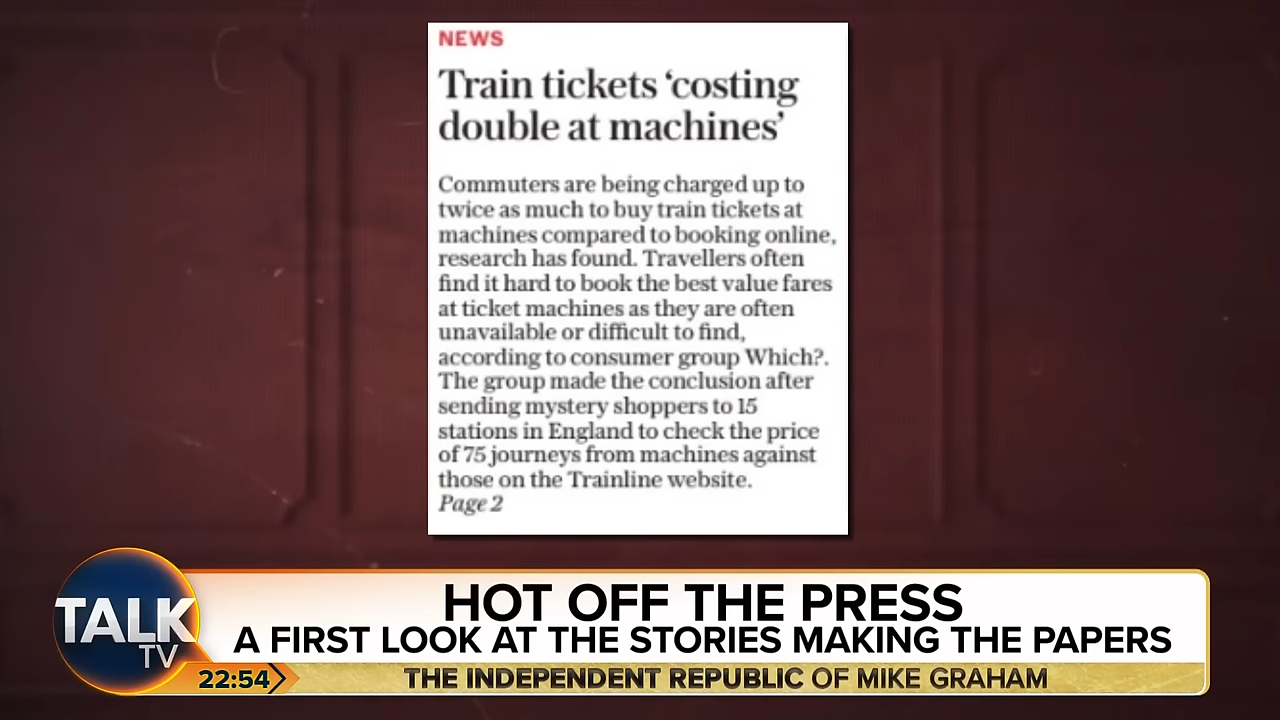 NEWS
Train tickets ‘costing
double at machines’
Commuters are being charged up to
twice as much to buy train tickets at
machines compared to booking online,
research has found. Travellers often
find it hard to book the best value fares
at ticket machines as they are often
unavailable or difficult to find,
according to consumer group Which?.
The group made the conclusion after
sending mystery shoppers to 15
stations in England to check the price
of 75 journeys from machines against
those on the Trainline website.
Page 2
HOT OFF THE PRESS
A FIRST LOOK AT THE STORIES MAKING THE PAPERS
TALK
TV
22:54
THE INDEPENDENT REPUBLIC OF MIKE GRAHAM